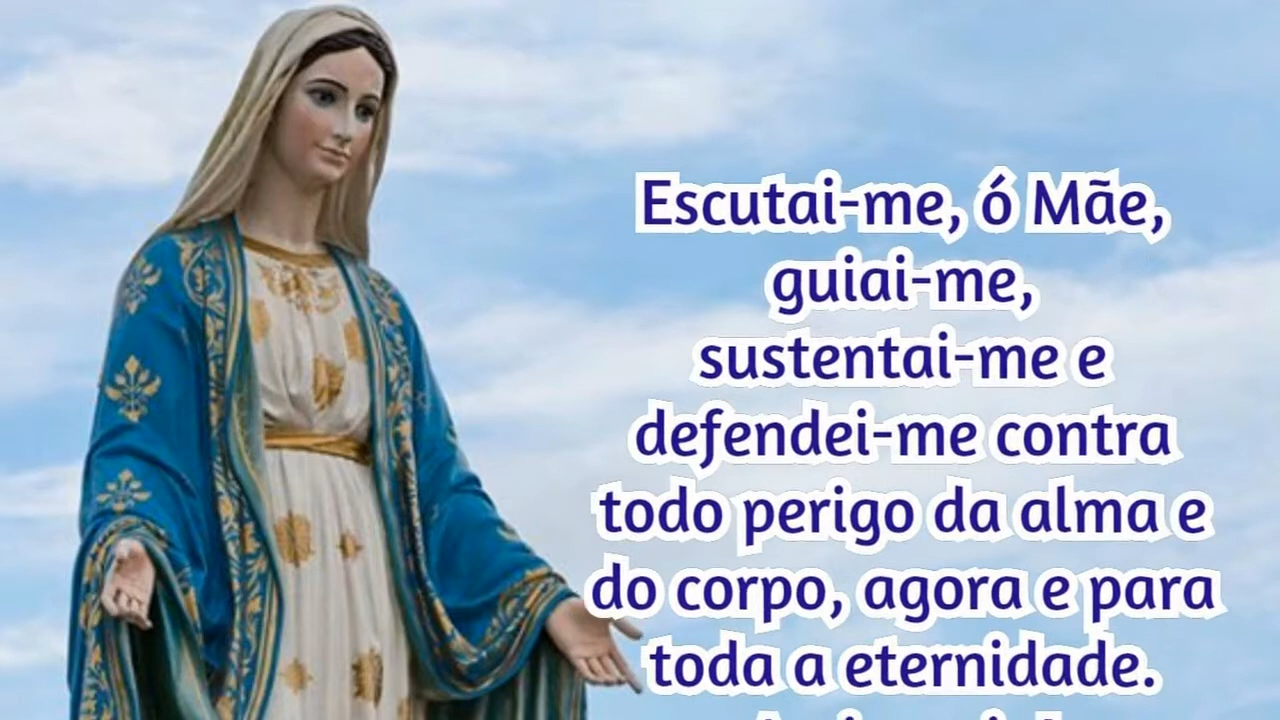 Escutai-me, ó Mãe,
guiai-me,
sustentai-me e
defendei-me contra
todo perigo da alma e
do corpo, agora e para
toda a eternidade.